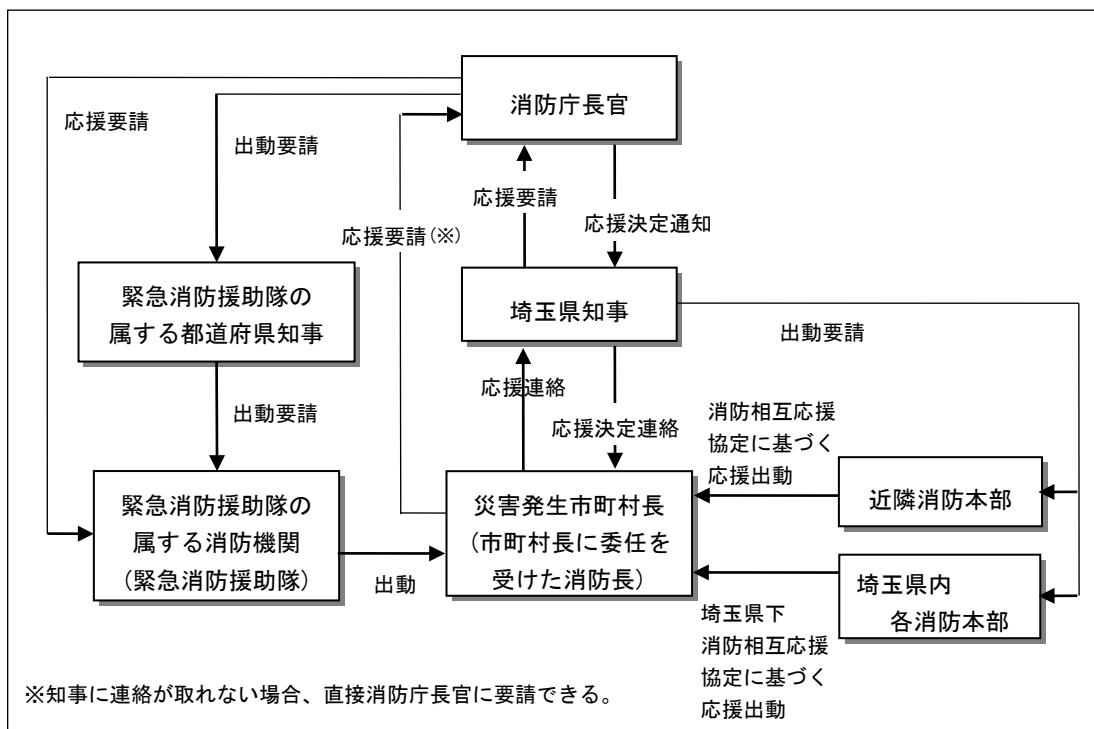 消防庁長官
応援要請
出動要請
応援要請
応援要請(※)
応援決定通知
緊急消防援助隊の
属する都道府県知事
埼玉県知事
出動要請
応援連絡
出動要請
応援決定連絡
消防相互応援
協定に基づく
応援出動
緊急消防援助隊の
属する消防機関
(緊急消防援助隊)
出動
災害発生市町村長
(市町村長に委任を
受けた消防長)
近隣消防本部
埼玉県内
各消防本部
埼玉県下
消防相互応援
協定に基づく
応援出動
※知事に連絡が取れない場合、直接消防庁長官に要請できる。